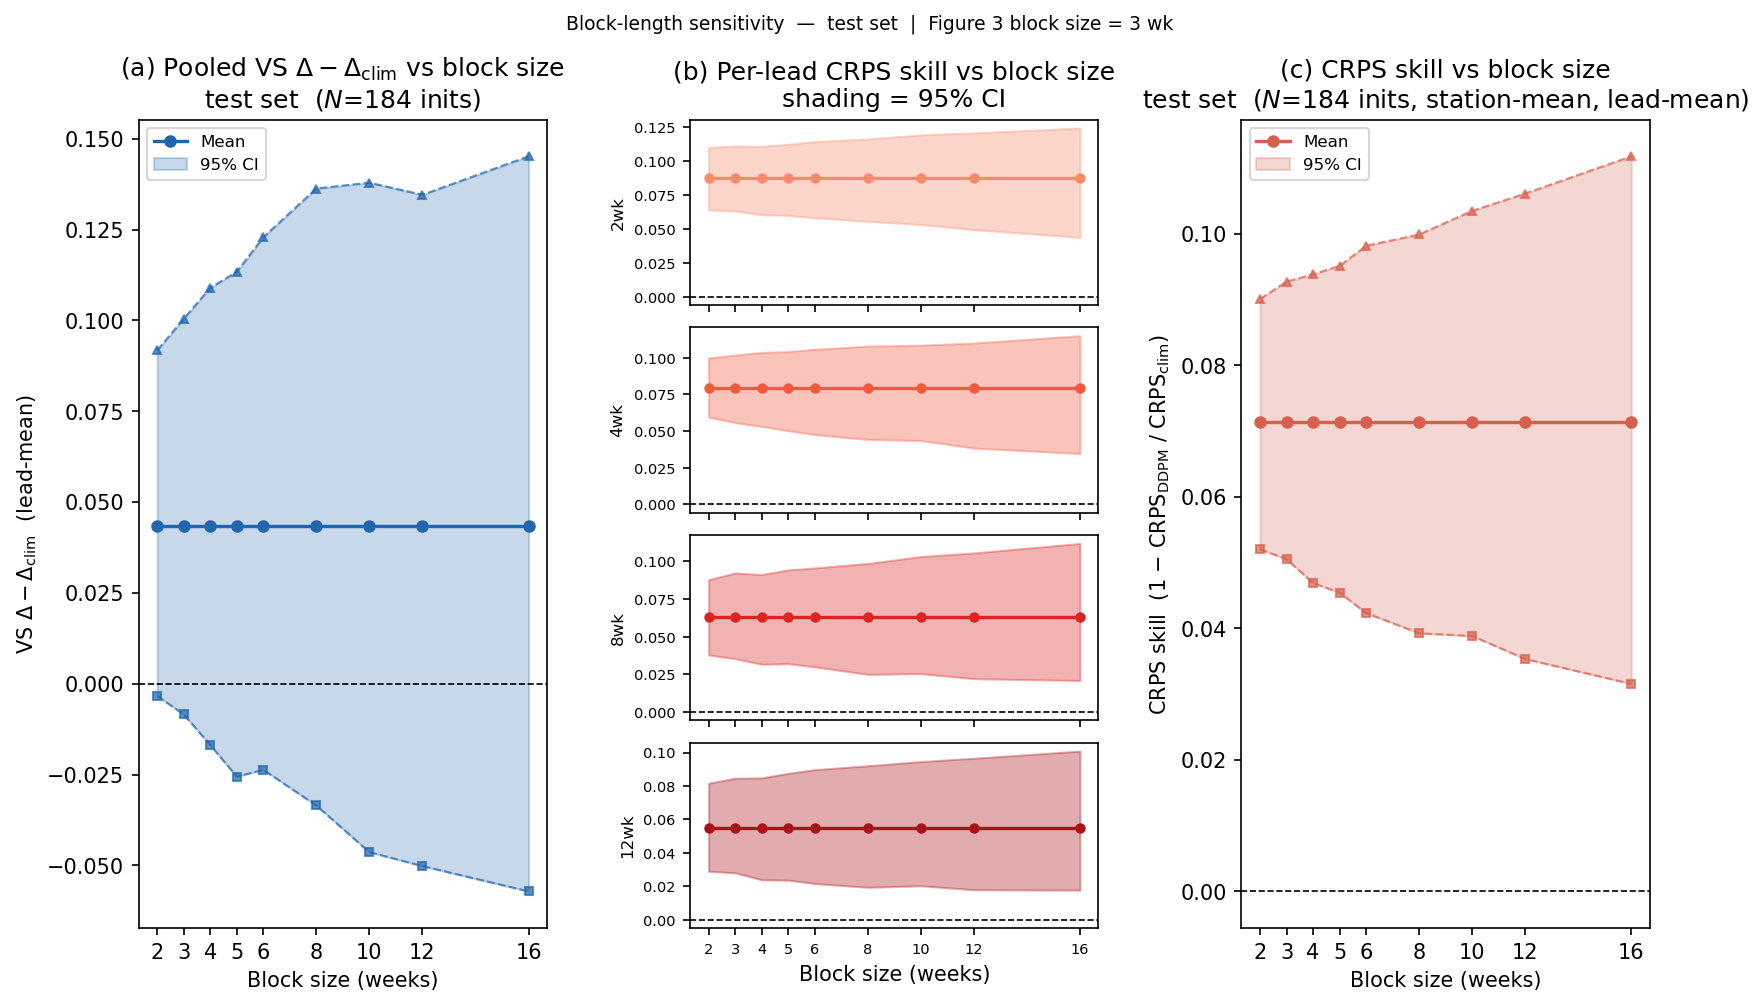 Block-length sensitivity — test set | Figure 3 block size = 3 wk
(a) Pooled VS Δ − Δclim vs block size
test set (N=184 inits)
Mean
95% CI
0.150
0.125
0.100
0.075
0.050
0.025
0.000
−0.025
−0.050
VS Δ − Δclim (lead-mean)
2 3 4 5 6 8 10 12 16
Block size (weeks)
(b) Per-lead CRPS skill vs block size
shading = 95% CI
2wk
0.125
0.100
0.075
0.050
0.025
0.000
4wk
0.100
0.075
0.050
0.025
0.000
8wk
0.100
0.075
0.050
0.025
0.000
12wk
0.10
0.08
0.06
0.04
0.02
0.00
2 3 4 5 6 8 10 12 16
Block size (weeks)
(c) CRPS skill vs block size
test set (N=184 inits, station-mean, lead-mean)
Mean
95% CI
0.10
0.08
0.06
0.04
0.02
0.00
CRPS skill (1 − CRPSDDPM / CRPSclim)
2 3 4 5 6 8 10 12 16
Block size (weeks)